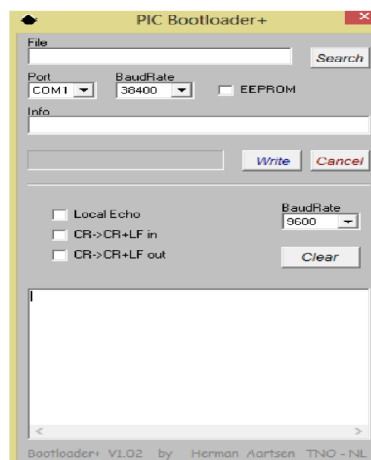 PIC Bootloader+
File
Search
Port BaudRate
COM1 38400 EEPROM
Info
Write Cancel
Local Echo BaudRate
CR->CR+LF in 9600
CR->CR+LF out Clear
Bootloader+ V1.02 by Herman Aartsen TNO - NL